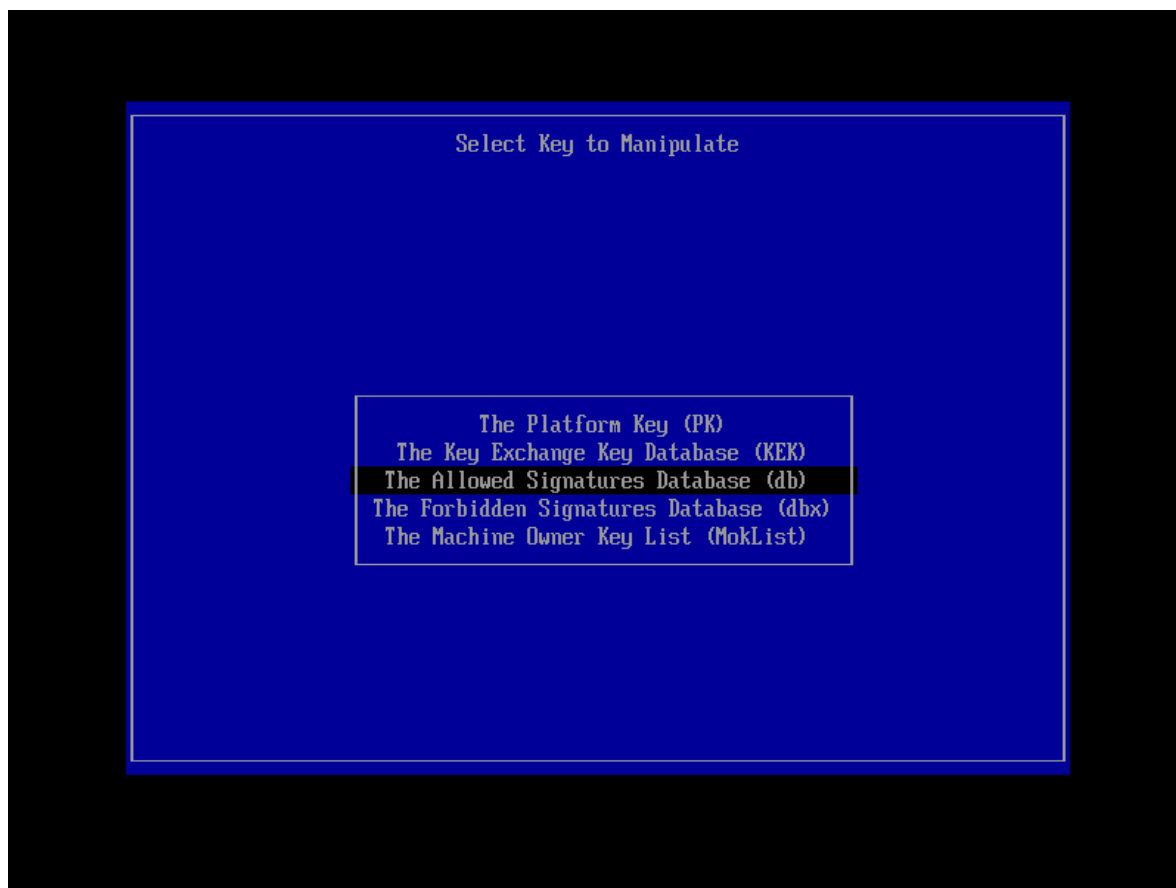 Select Key to Manipulate
The Platform Key (PK)
The Key Exchange Key Database (KEK)
The Allowed Signatures Database (db)
The Forbidden Signatures Database (dbx)
The Machine Owner Key List (MokList)